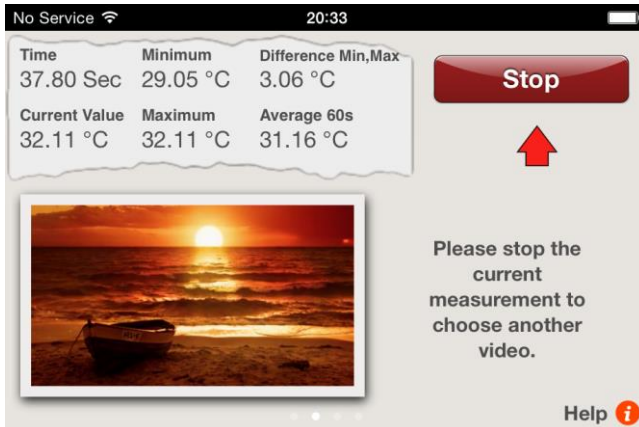 No Service 20:33
Time Minimum Difference Min,Max
37.80 Sec 29.05 °C 3.06 °C
Current Value Maximum Average 60s
32.11 °C 32.11 °C 31.16 °C
Stop
Please stop the
current
measurement to
choose another
video.
Help i